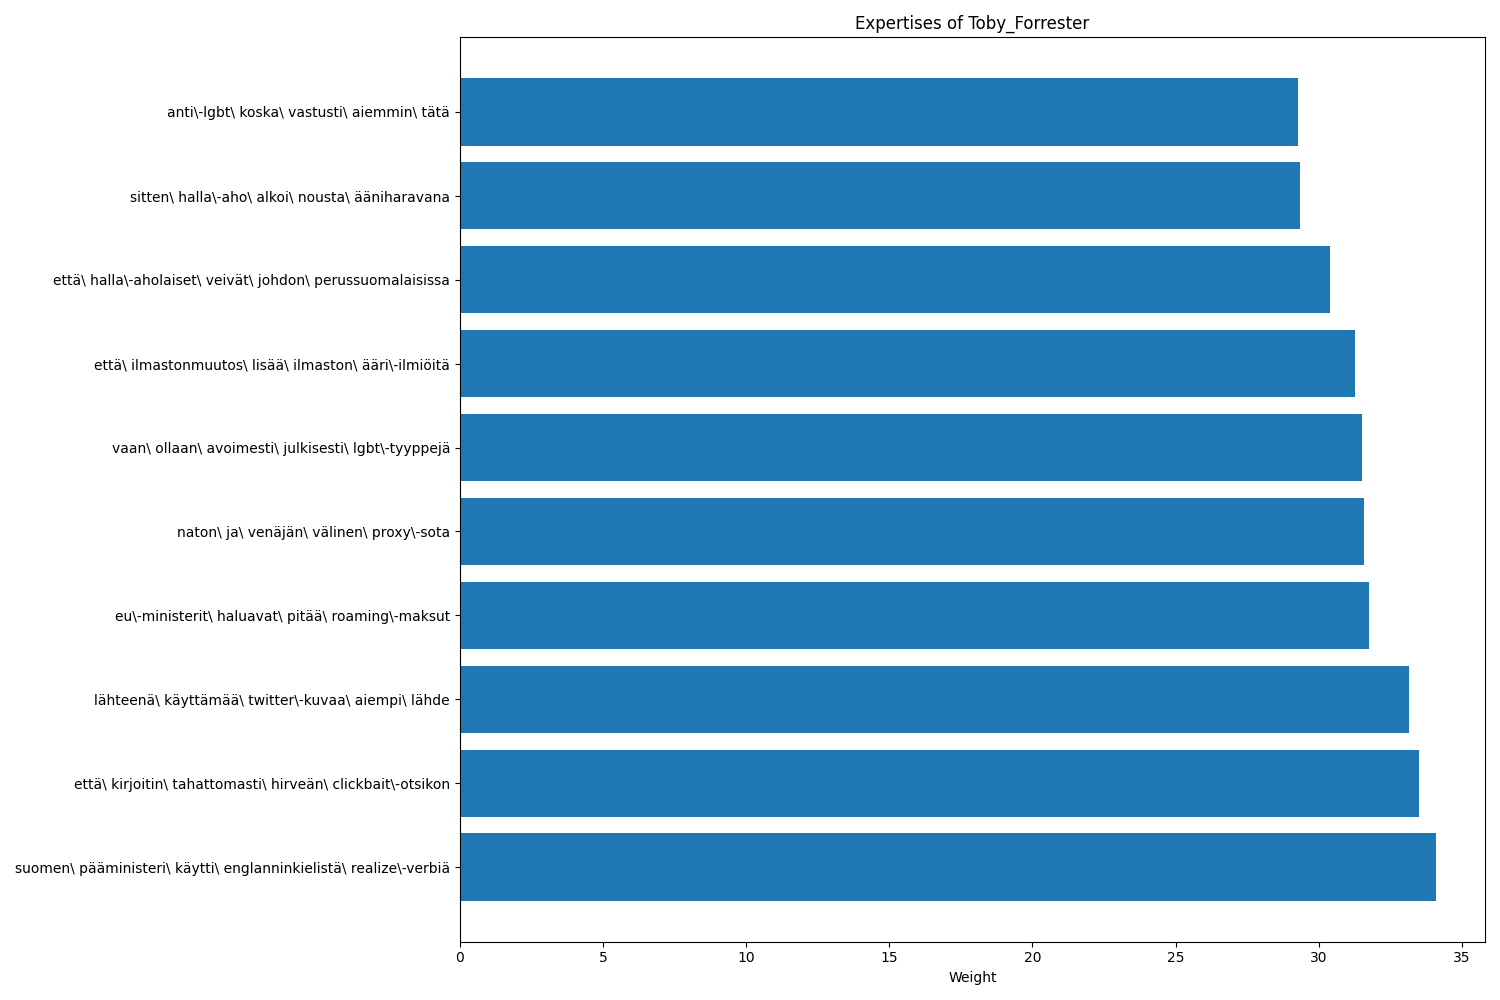 Expertises of Toby_Forrester
anti\-lgbt\ koska\ vastusti\ aiemmin\ tätä
sitten\ halla\-aho\ alkoi\ nousta\ ääniharavana
että\ halla\-aholaiset\ veivät\ johdon\ perussuomalaisissa
että\ ilmastonmuutos\ lisää\ ilmaston\ ääri\-ilmiöitä
vaan\ ollaan\ avoimesti\ julkisesti\ lgbt\-tyyppejä
naton\ ja\ venäjän\ välinen\ proxy\-sota
eu\-ministerit\ haluavat\ pitää\ roaming\-maksut
lähteenä\ käyttämää\ twitter\-kuvaa\ aiempi\ lähde
että\ kirjoitin\ tahattomasti\ hirveän\ clickbait\-otsikon
suomen\ pääministeri\ käytti\ englanninkielistä\ realize\-verbiä
0 5 10 15 20 25 30 35
Weight